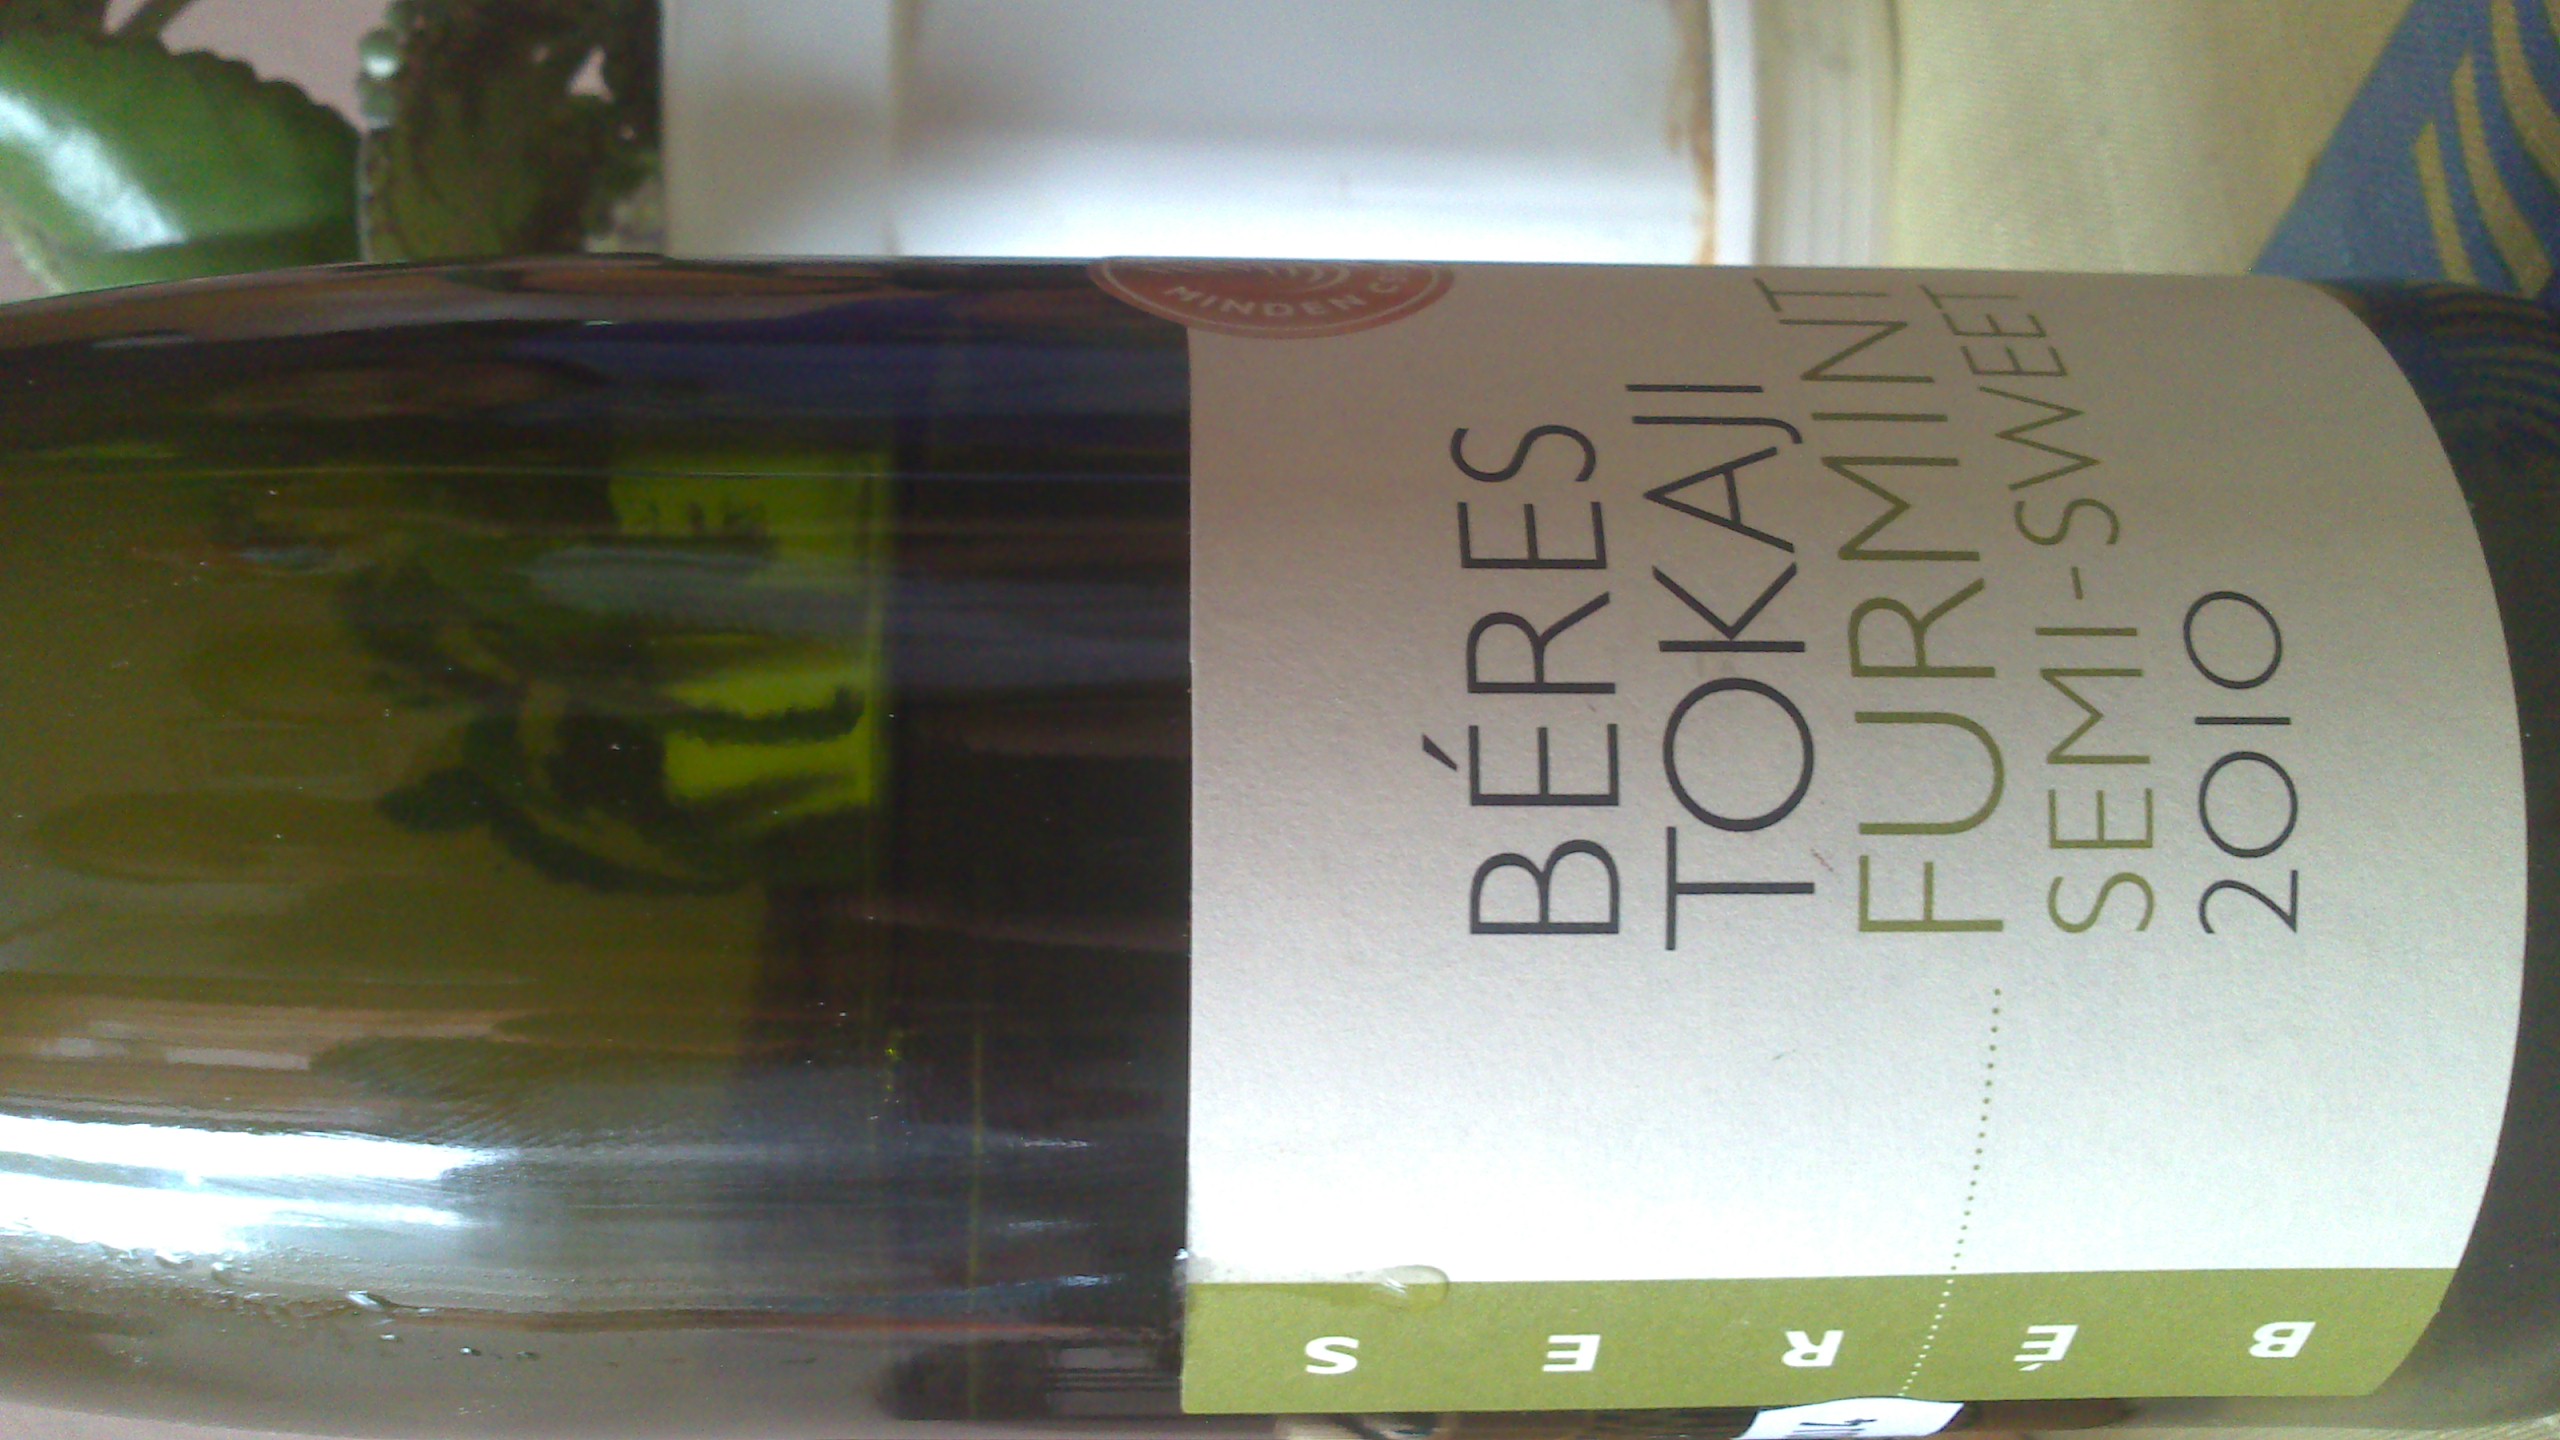 MINDEN
BÉRES
TOKAJI
FURMINT
SEMI-SWEET
2010
BÉRES